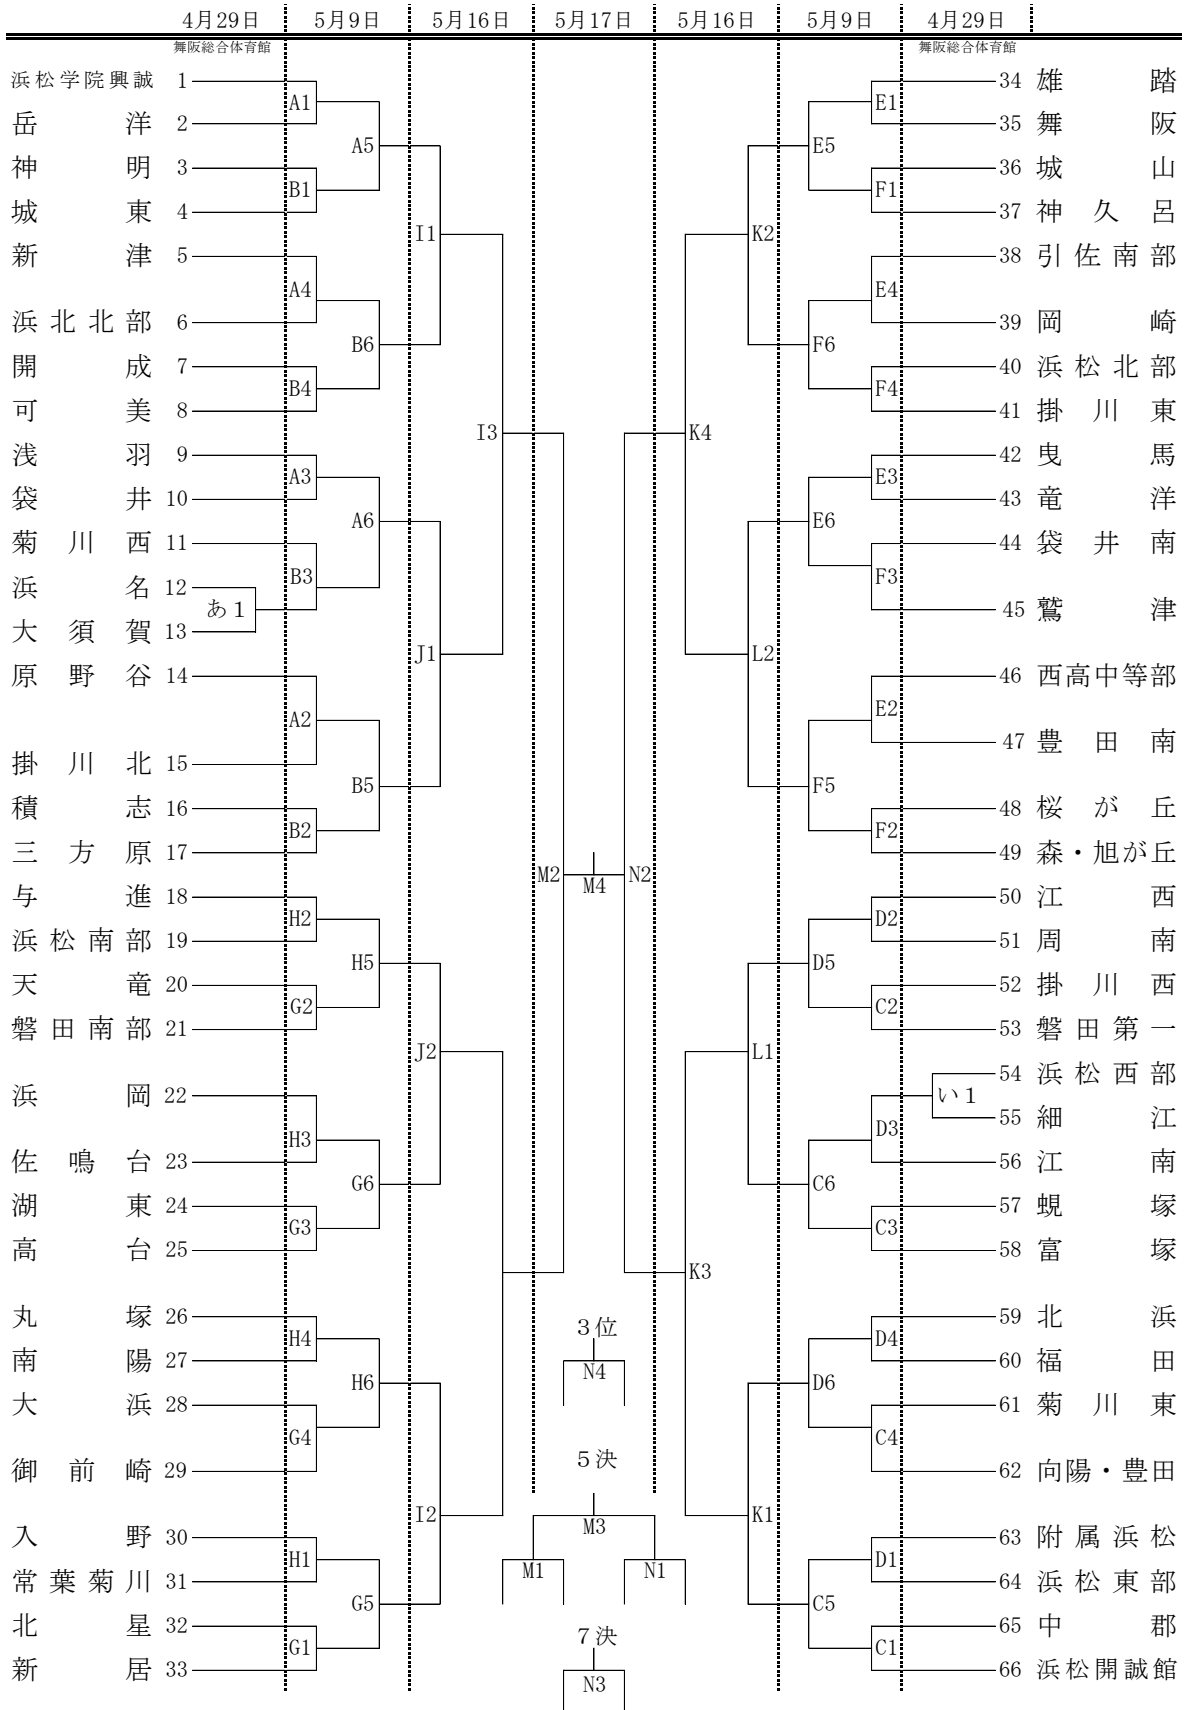 4月29日 5月9日 5月16日 5月17日 5月16日 5月9日 4月29日
舞阪総合体育館 舞阪総合体育館
浜松学院興誠 1 34 雄踏
A1 E1
岳洋 2 35 舞阪
A5 E5
神明 3 36 城山
B1 F1
城東 4 37 神久呂
I1 K2
新津 5 38 引佐南部
A4 E4
浜北北部 6 39 岡崎
B6 F6
開成 7 40 浜松北部
B4 F4
可美 8 41 掛川東
I3 K4
浅羽 9 42 曳馬
A3 E3
袋井 10 43 竜洋
A6 E6
菊川西 11 44 袋井南
B3 F3
浜名 12
あ1 45 鷲津
大須賀 13
J1 L2
原野谷 14 46 西高中等部
A2 E2
47 豊田南
掛川北 15
B5 F5
積志 16 48 桜が丘
B2 F2
三方原 17 49 森・旭が丘
M2 M4 N2
与進 18 50 江西
H2 D2
浜松南部 19 51 周南
H5 D5
天竜 20 52 掛川西
G2 C2
磐田南部 21 53 磐田第一
J2 L1
54 浜松西部
浜岡 22 い1
55 細江
H3 D3
佐鳴台 23 56 江南
G6 C6
湖東 24 57 蜆塚
G3 C3
高台 25 58 富塚
K3
丸塚 26 59 北浜
3位
H4 D4
南陽 27 60 福田
N4
H6 D6
大浜 28 61 菊川東
G4 C4
5決
御前崎 29 62 向陽・豊田
I2 K1
M3
入野 30 63 附属浜松
H1 D1
M1 N1
常葉菊川 31 64 浜松東部
G5 C5
北星 32 65 中郡
7決
G1 C1
新居 33 66 浜松開誠館
N3